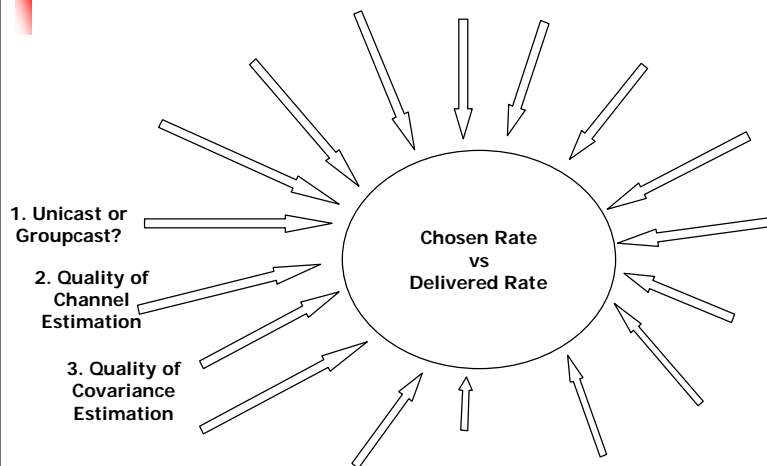 1. Unicast or
Groupcast?
2. Quality of
Channel
Estimation
3. Quality of
Covariance
Estimation
Chosen Rate
vs
Delivered Rate